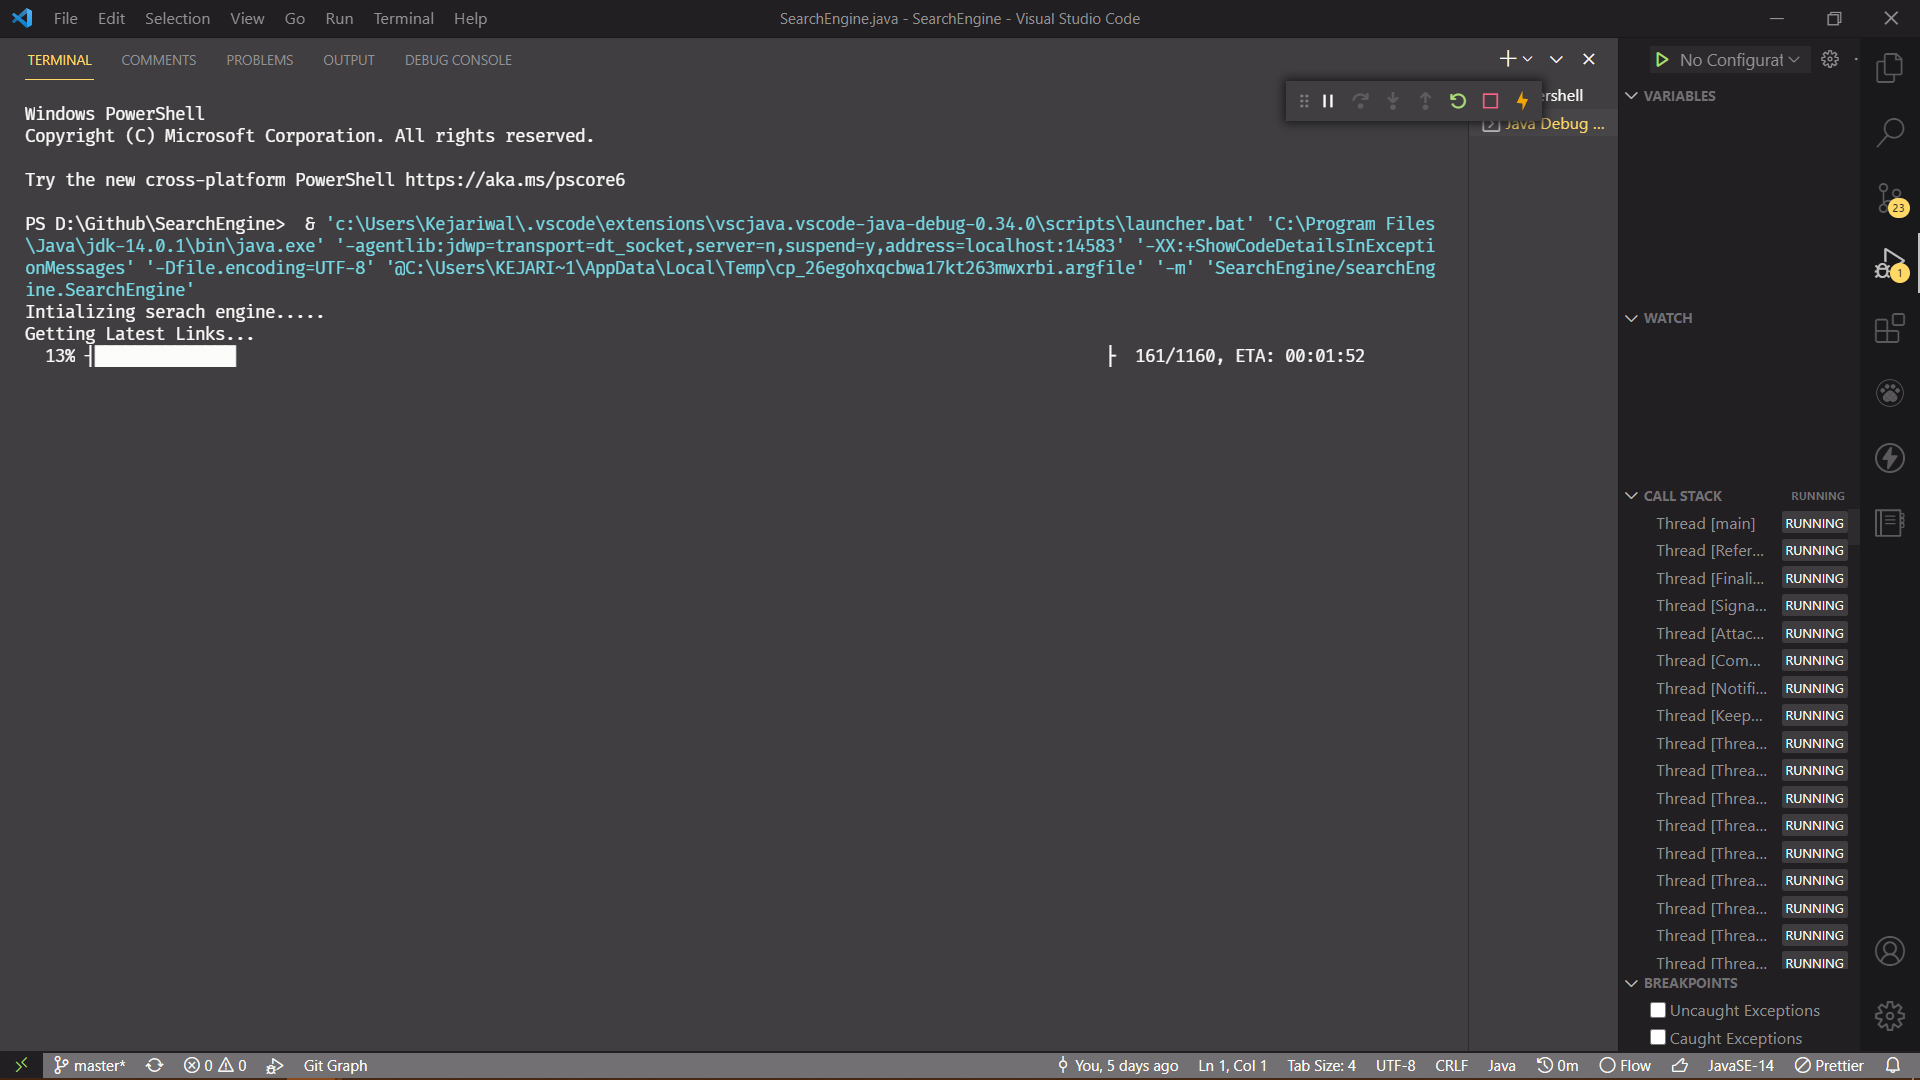 File Edit Selection View Go Run Terminal Help
SearchEngine.java - SearchEngine - Visual Studio Code
TERMINAL COMMENTS PROBLEMS OUTPUT DEBUG CONSOLE
Windows PowerShell
Copyright (C) Microsoft Corporation. All rights reserved.
Try the new cross-platform PowerShell https://aka.ms/pscore6
PS D:\Github\SearchEngine>  & 'c:\Users\Kejariwal\.vscode\extensions\vscjava.vscode-java-debug-0.34.0\scripts\launcher.bat' 'C:\Program Files
\Java\jdk-14.0.1\bin\java.exe' '-agentlib:jdwp=transport=dt_socket,server=n,suspend=y,address=localhost:14583' '-XX:+ShowCodeDetailsInExcepti
onMessages' '-Dfile.encoding=UTF-8' '@C:\Users\KEJARI~1\AppData\Local\Temp\cp_26egohxqcbwa17kt263mwxrbi.argfile' '-m' 'SearchEngine/searchEng
ine.SearchEngine'
Intializing serach engine.....
Getting Latest Links...
13% 161/1160, ETA: 00:01:52
ershell
Java Debug ...
No Configurat
VARIABLES
WATCH
CALL STACK RUNNING
Thread [main] RUNNING
Thread [Refer... RUNNING
Thread [Finali... RUNNING
Thread [Signa... RUNNING
Thread [Attac... RUNNING
Thread [Com... RUNNING
Thread [Notifi... RUNNING
Thread [Keep... RUNNING
Thread [Threa... RUNNING
Thread [Threa... RUNNING
Thread [Threa... RUNNING
Thread [Threa... RUNNING
Thread [Threa... RUNNING
Thread [Threa... RUNNING
Thread [Threa... RUNNING
Thread [Threa... RUNNING
Thread [Threa... RUNNING
BREAKPOINTS
Uncaught Exceptions
Caught Exceptions
23
1
master* 0 0 Git Graph
You, 5 days ago Ln 1, Col 1 Tab Size: 4 UTF-8 CRLF Java 0m Flow JavaSE-14 Prettier